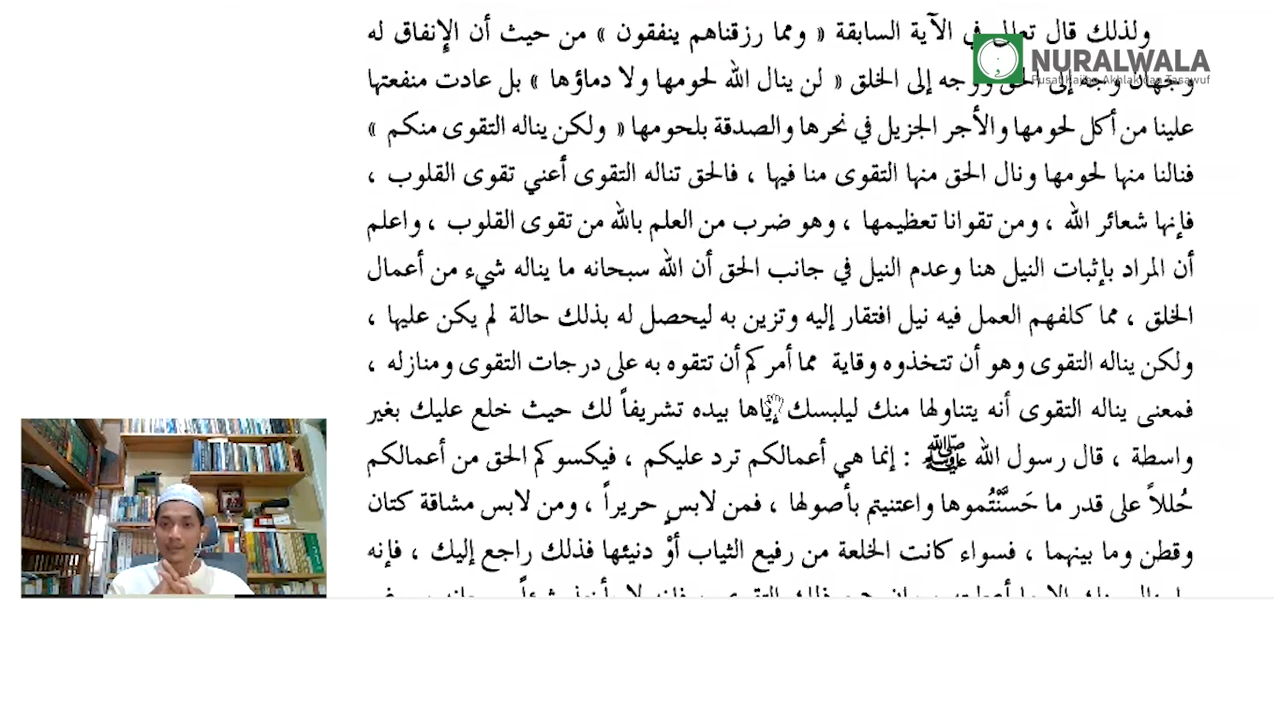 ولذلك قال تعالى في الآية السابقة « ومما رزقناهم ينفقون » من حيث أن الإنفاق له
وجهان وجه إلى الحق ووجه إلى الخلق « لن ينال الله لحومها ولا دماؤها » بل عادت منفعتها
علينا من أكل لحومها والأجر الجزيل في نحرها والصدقة بلحومها « ولكن يناله التقوى منكم »
فنالنا منها لحومها ونال الحق منها التقوى منا فيها ، فالحق تناله التقوى أعني تقوى القلوب ،
فإنها شعائر الله ، ومن تقوانا تعظيمها ، وهو ضرب من العلم بالله من تقوى القلوب ، واعلم
أن المراد بإثبات النيل هنا وعدم النيل في جانب الحق أن الله سبحانه ما يناله شيء من أعمال
الخلق ، مما كلفهم العمل فيه نيل افتقار إليه وتزين به ليحصل له بذلك حالة لم يكن عليها ،
ولكن يناله التقوى وهو أن تتخذوه وقاية مما أمركم أن تتقوه به على درجات التقوى ومنازله ،
فمعنى يناله التقوى أنه يتناولها منك ليلبسك إيّاها بيده تشريفاً لك حيث خلع عليك بغير
واسطة ، قال رسول الله ﷺ : إنما هي أعمالكم ترد عليكم ، فيكسوكم الحق من أعمالكم
حُللاً على قدر ما حَسَّنْتُموها واعتنيتم بأصولها ، فمن لابسٍ حريراً ، ومن لابس مشاقة كتان
وقطن وما بينهما ، فسواء كانت الخلعة من رفيع الثياب أوْ دنيئها فذلك راجع إليك ، فإنه
NURALWALA
Pusat Kajian Akhlak dan Tasawuf